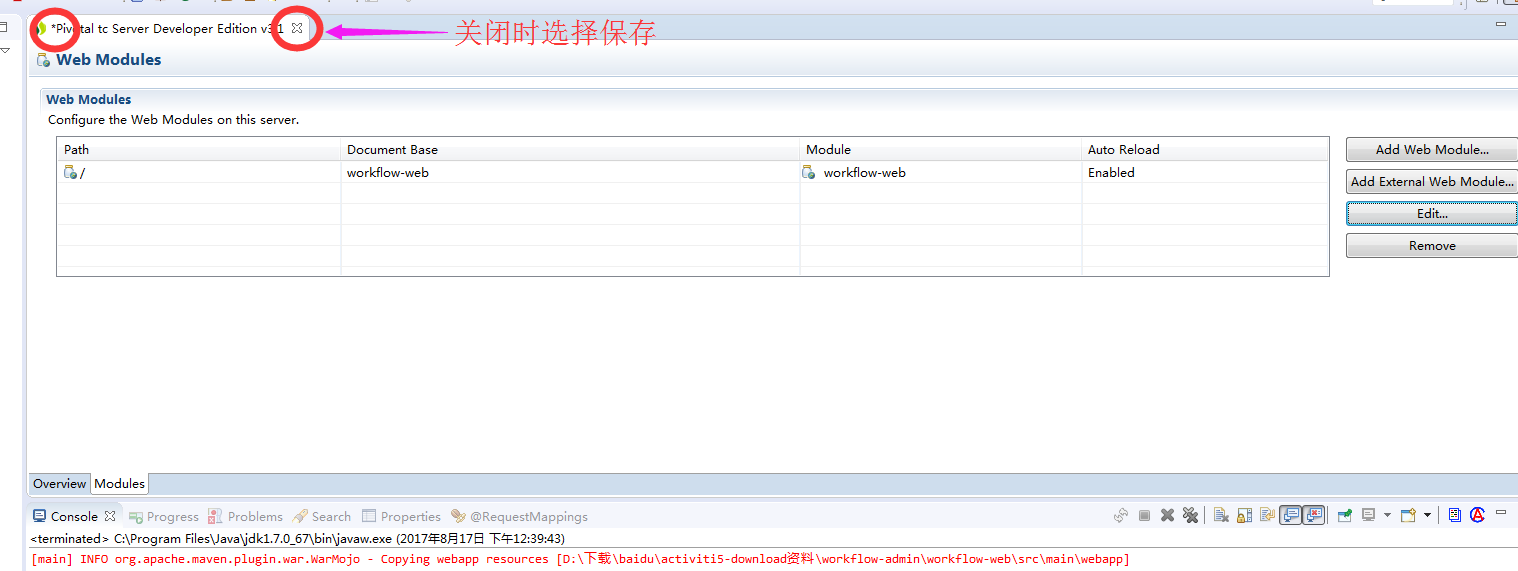 *Pivotal tc Server Developer Edition v3.1
关闭时选择保存
Web Modules
Web Modules
Configure the Web Modules on this server.
Path Document Base Module Auto Reload
/ workflow-web workflow-web Enabled
Add Web Module...
Add External Web Module...
Edit...
Remove
Overview Modules
Console Progress Problems Search Properties @RequestMappings
<terminated> C:\Program Files\Java\jdk1.7.0_67\bin\javaw.exe (2017年8月17日 下午12:39:43)
[main] INFO org.apache.maven.plugin.war.WarMojo - Copying webapp resources [D:\下载\baidu\activiti5-download资料\workflow-admin\workflow-web\src\main\webapp]